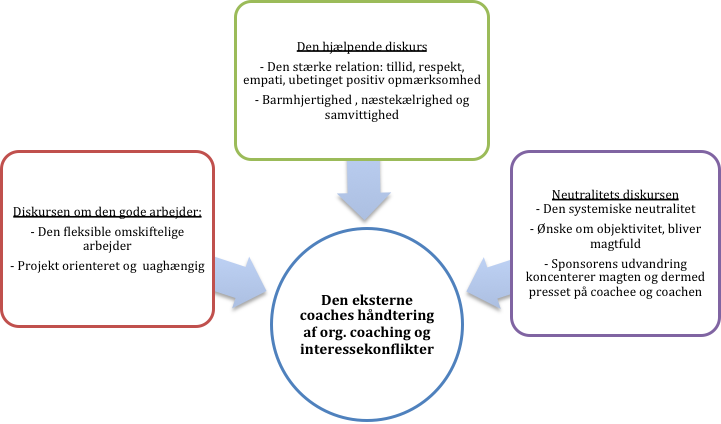 Den hjælpende diskurs
- Den stærke relation: tillid, respekt,
empati, ubetinget positiv opmærksomhed
- Barmhjertighed , næstekælrighed og
samvittighed
Diskursen om den gode arbejder:
- Den fleksible omskiftelige
arbejder
- Projekt orienteret og uaghængig
Neutralitets diskursen
- Den systemiske neutralitet
- Ønske om objektivitet, bliver
magtfuld
- Sponsorens udvandring
koncenterer magten og dermed
presset på coachee og coachen
Den eksterne
coaches håndtering
af org. coaching og
interessekonflikter